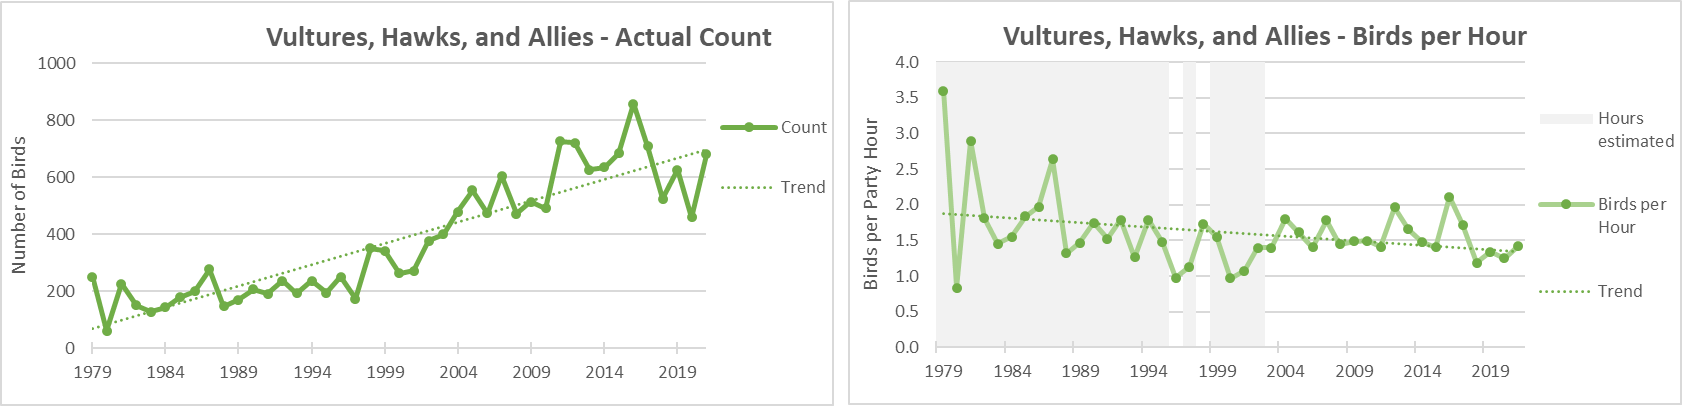 Vultures, Hawks, and Allies - Actual Count
Number of Birds
1000
800
600
400
200
0
1979 1984 1989 1994 1999 2004 2009 2014 2019
Count
Trend
Vultures, Hawks, and Allies - Birds per Hour
Birds per Party Hour
4.0
3.5
3.0
2.5
2.0
1.5
1.0
0.5
0.0
1979 1984 1989 1994 1999 2004 2009 2014 2019
Hours
estimated
Birds per
Hour
Trend